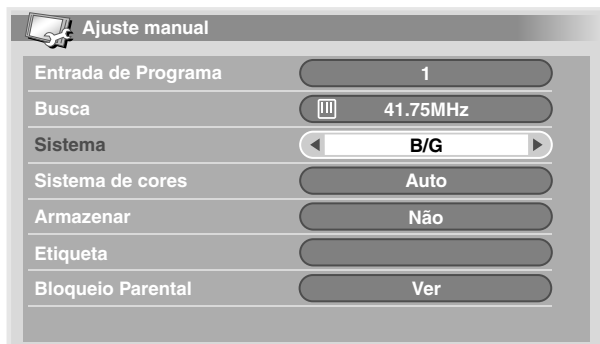 Ajuste manual
Entrada de Programa 1
Busca 41.75MHz
Sistema B/G
Sistema de cores Auto
Armazenar Não
Etiqueta
Bloqueio Parental Ver